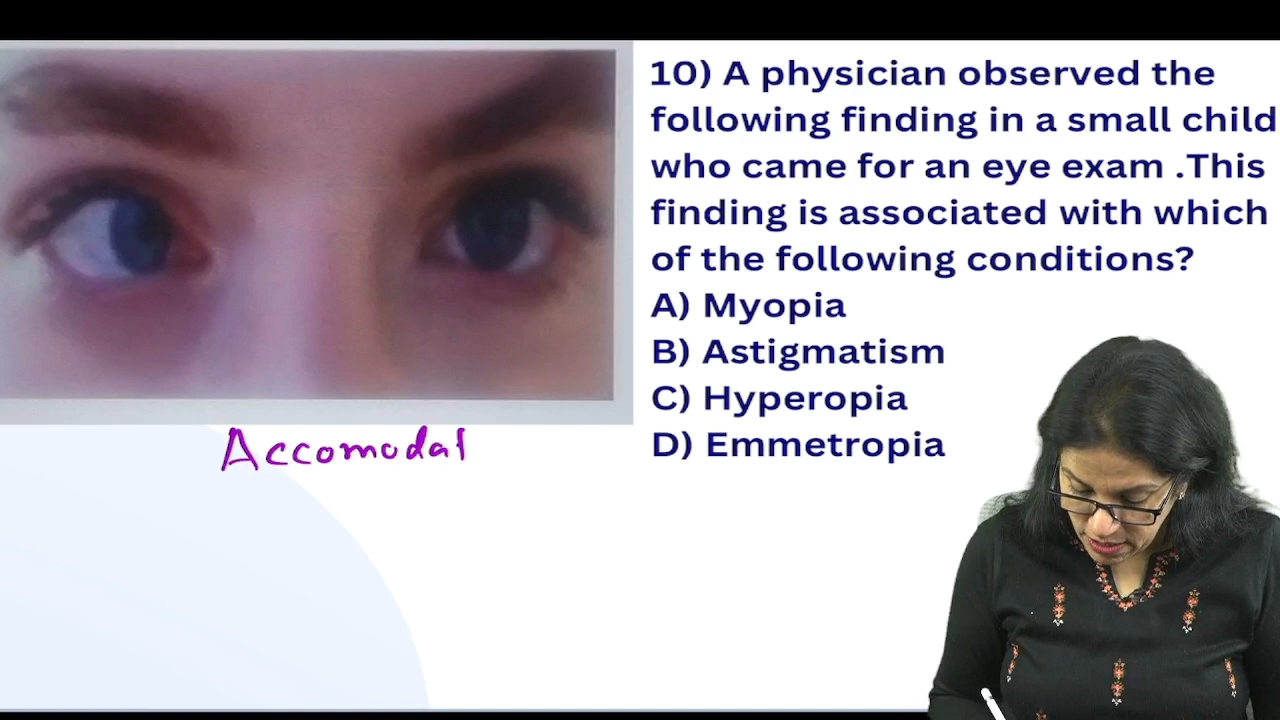 10) A physician observed the
following finding in a small child
who came for an eye exam .This
finding is associated with which
of the following conditions?
A) Myopia
B) Astigmatism
C) Hyperopia
D) Emmetropia
Accomodat